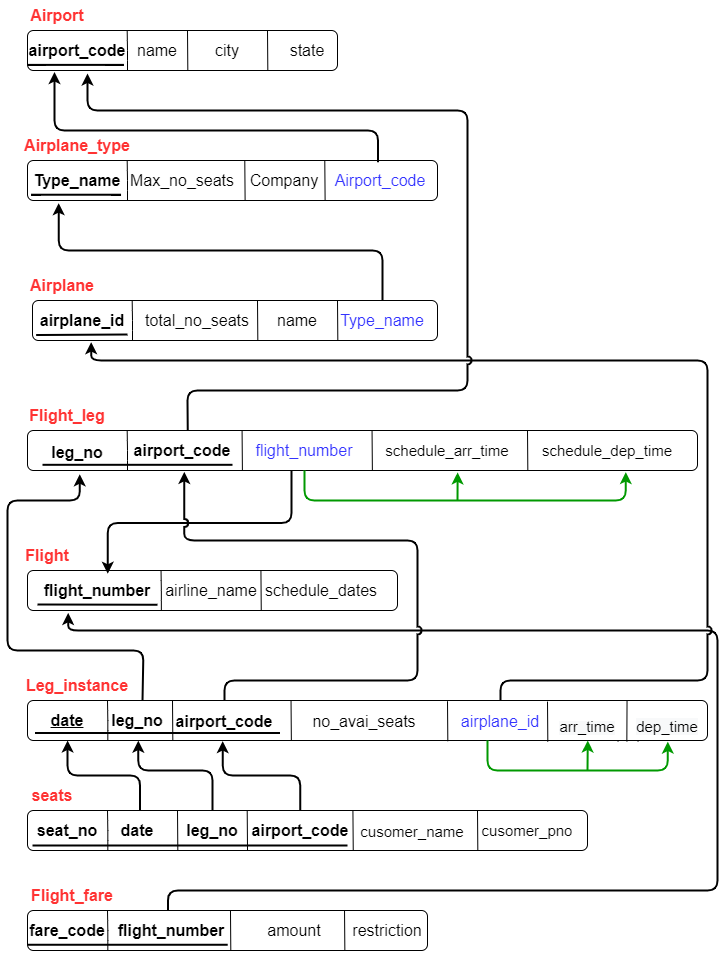 Airport
airport_code name city state
Airplane_type
Type_name Max_no_seats Company Airport_code
Airplane
airplane_id total_no_seats name Type_name
Flight_leg
leg_no airport_code flight_number schedule_arr_time schedule_dep_time
Flight
flight_number airline_name schedule_dates
Leg_instance
date leg_no airport_code no_avai_seats airplane_id arr_time dep_time
seats
seat_no date leg_no airport_code cusomer_name cusomer_pno
Flight_fare
fare_code flight_number amount restriction